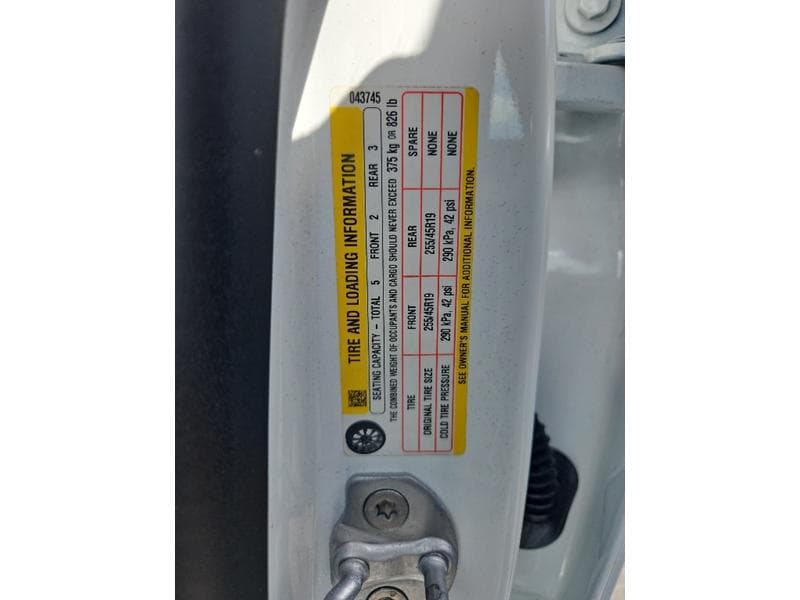 043745
TIRE AND LOADING INFORMATION
SEATING CAPACITY - TOTAL 5 FRONT 2 REAR 3
THE COMBINED WEIGHT OF OCCUPANTS AND CARGO SHOULD NEVER EXCEED 375 kg OR 826 lb
TIRE FRONT REAR SPARE
ORIGINAL TIRE SIZE 255/45R19 255/45R19 NONE
COLD TIRE PRESSURE 290 kPa, 42 psi 290 kPa, 42 psi NONE
SEE OWNER'S MANUAL FOR ADDITIONAL INFORMATION.